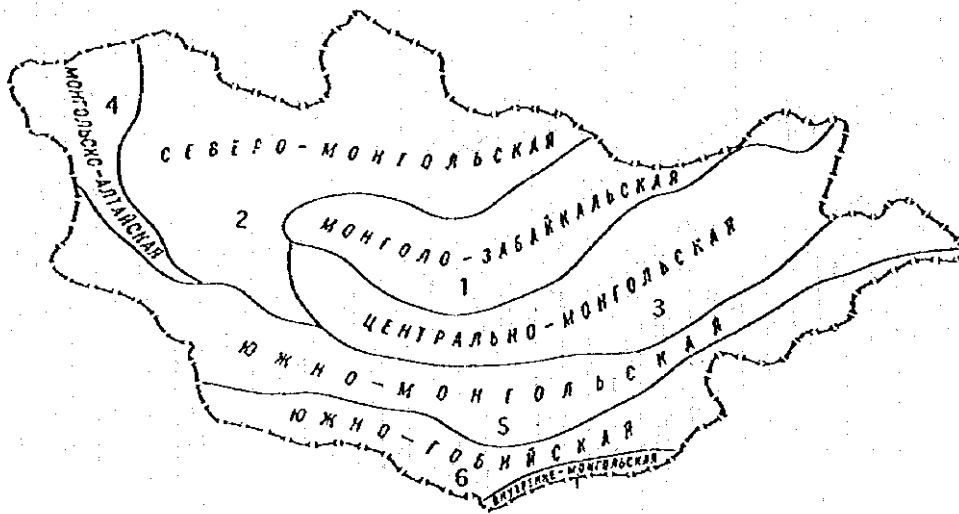 МОНГОЛЬСКО-АЛТАЙСКАЯ
4
СЕВЕРО-МОНГОЛЬСКАЯ
2
МОНГОЛО-ЗАБАЙКАЛЬСКАЯ
1
ЦЕНТРАЛЬНО-МОНГОЛЬСКАЯ
3
ЮЖНО-МОНГОЛЬСКАЯ
5
ЮЖНО-ГОБИЙСКАЯ
6
ВНУТРЕННЕ-МОНГОЛЬСКАЯ